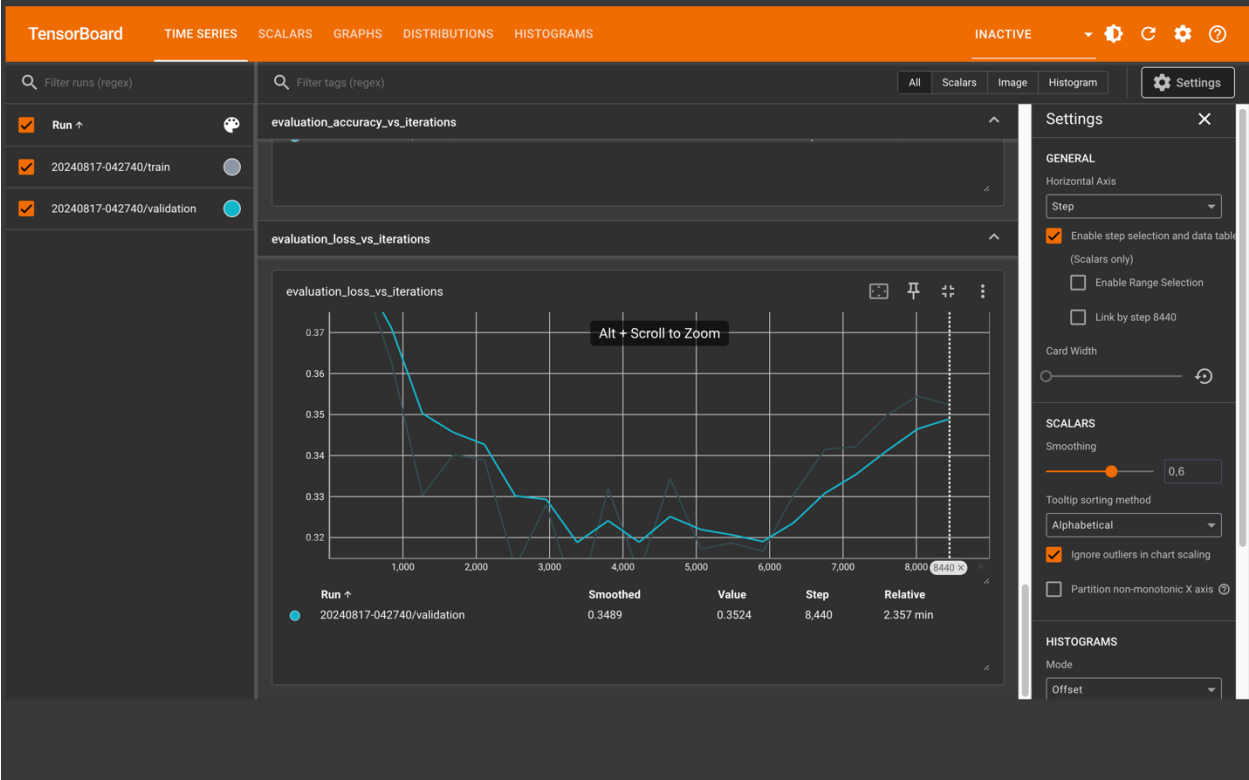 TensorBoard TIME SERIES SCALARS GRAPHS DISTRIBUTIONS HISTOGRAMS INACTIVE
Filter runs (regex)
Run ↑
20240817-042740/train
20240817-042740/validation
Filter tags (regex)
All Scalars Image Histogram Settings
evaluation_accuracy_vs_iterations
evaluation_loss_vs_iterations
evaluation_loss_vs_iterations
Alt + Scroll to Zoom
0.37
0.36
0.35
0.34
0.33
0.32
1,000 2,000 3,000 4,000 5,000 6,000 7,000 8,000 8440 ×
Run ↑ Smoothed Value Step Relative
20240817-042740/validation 0.3489 0.3524 8,440 2.357 min
Settings
GENERAL
Horizontal Axis
Step
Enable step selection and data table
(Scalars only)
Enable Range Selection
Link by step 8440
Card Width
SCALARS
Smoothing
0,6
Tooltip sorting method
Alphabetical
Ignore outliers in chart scaling
Partition non-monotonic X axis
HISTOGRAMS
Mode
Offset